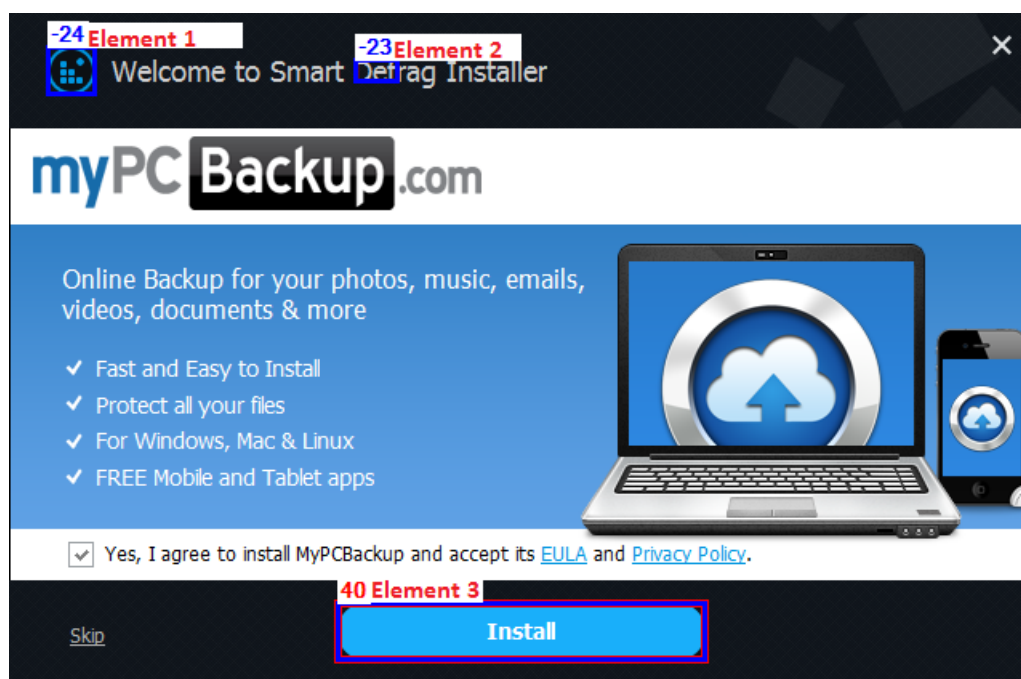 -24 Element 1
-23 Element 2
Welcome to Smart Defrag Installer
myPC Backup .com
Online Backup for your photos, music, emails,
videos, documents & more
Fast and Easy to Install
Protect all your files
For Windows, Mac & Linux
FREE Mobile and Tablet apps
Yes, I agree to install MyPCBackup and accept its EULA and Privacy Policy.
40 Element 3
Skip
Install